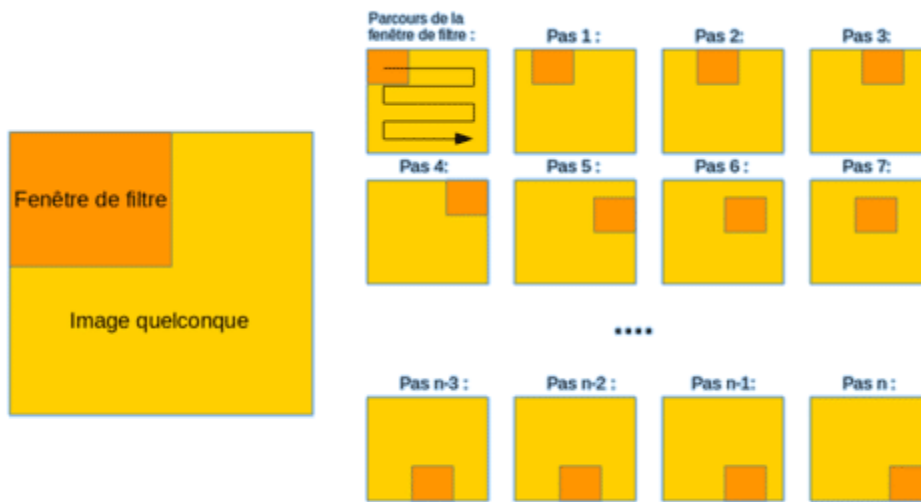 Parcours de la
fenêtre de filtre :
Pas 1 :
Pas 2:
Pas 3:
Fenêtre de filtre
Image quelconque
Pas 4:
Pas 5 :
Pas 6 :
Pas 7:
....
Pas n-3 :
Pas n-2 :
Pas n-1:
Pas n :